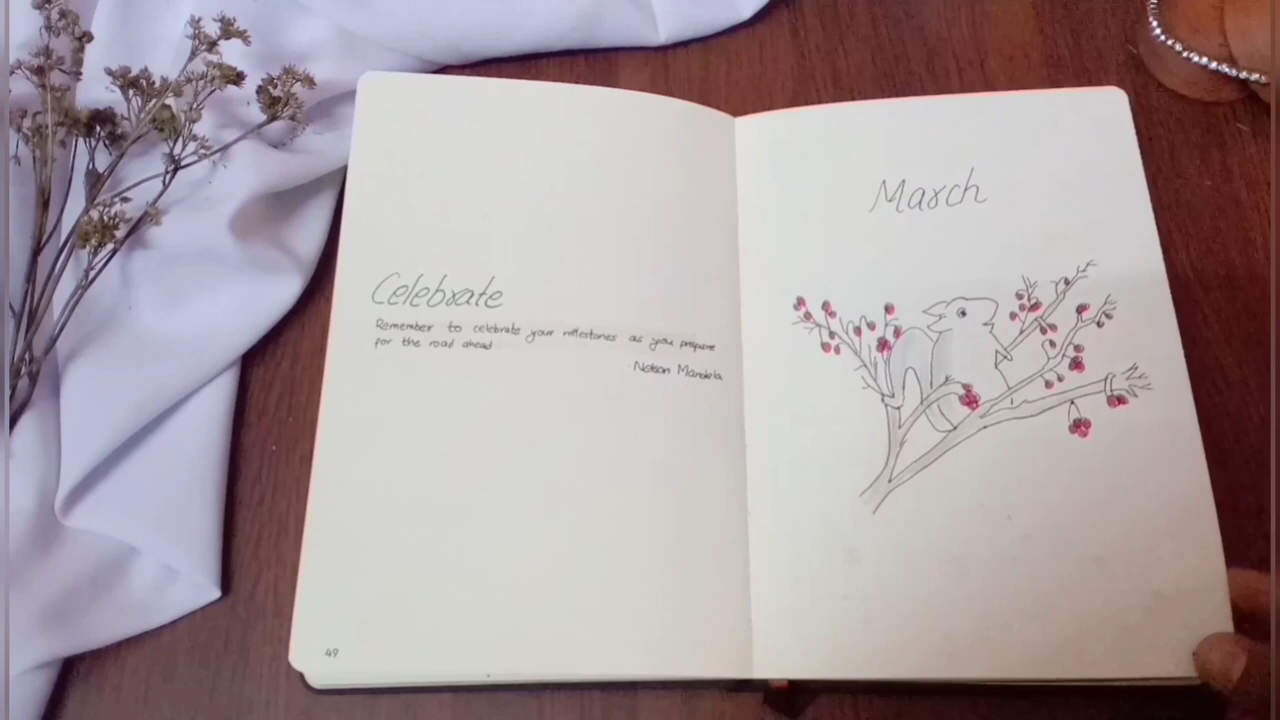 Celebrate
Remember to celebrate your milestones as you prepare
for the road ahead
- Nelson Mandela
49
March